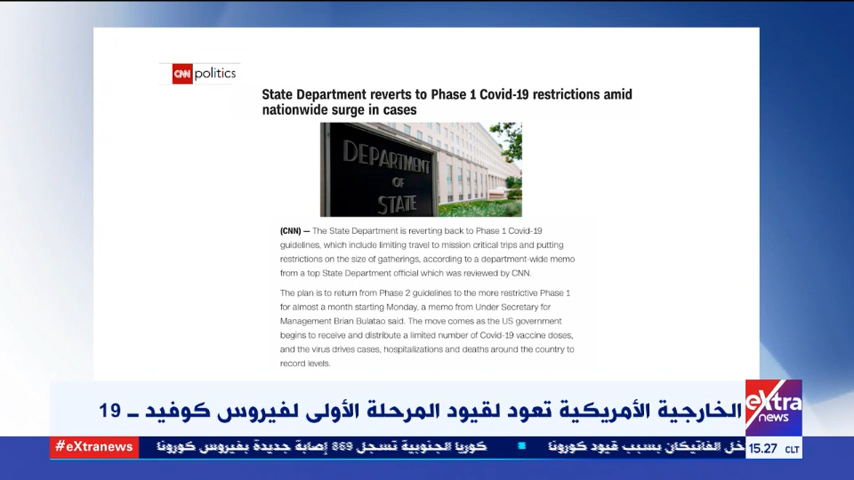 CNN politics
State Department reverts to Phase 1 Covid-19 restrictions amid
nationwide surge in cases
DEPARTMENT
OF
STATE
(CNN) — The State Department is reverting back to Phase 1 Covid-19
guidelines, which include limiting travel to mission critical trips and putting
restrictions on the size of gatherings, according to a department-wide memo
from a top State Department official which was reviewed by CNN.
The plan is to return from Phase 2 guidelines to the more restrictive Phase 1
for almost a month starting Monday, a memo from Under Secretary for
Management Brian Bulatao said. The move comes as the US government
begins to receive and distribute a limited number of Covid-19 vaccine doses,
and the virus drives cases, hospitalizations and deaths around the country to
record levels.
الخارجية الأمريكية تعود لقيود المرحلة الأولى لفيروس كوفيد – 19
eXtra
news
15.27 CLT
الفاتيكان بسبب قيود كورونا
كوريا الجنوبية تسجل 869 إصابة جديدة بفيروس كورونا
#eXtranews